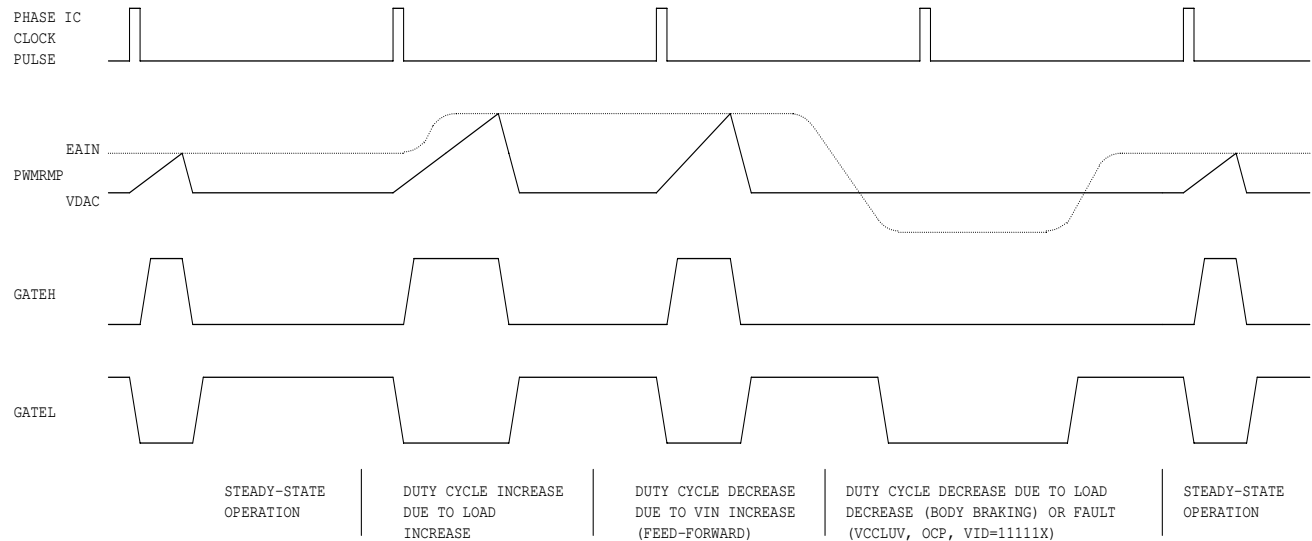 PHASE IC
CLOCK
PULSE
EAIN
PWMRMP
VDAC
GATEH
GATEL
STEADY-STATE
OPERATION
DUTY CYCLE INCREASE
DUE TO LOAD
INCREASE
DUTY CYCLE DECREASE
DUE TO VIN INCREASE
(FEED-FORWARD)
DUTY CYCLE DECREASE DUE TO LOAD
DECREASE (BODY BRAKING) OR FAULT
(VCCLUV, OCP, VID=11111X)
STEADY-STATE
OPERATION